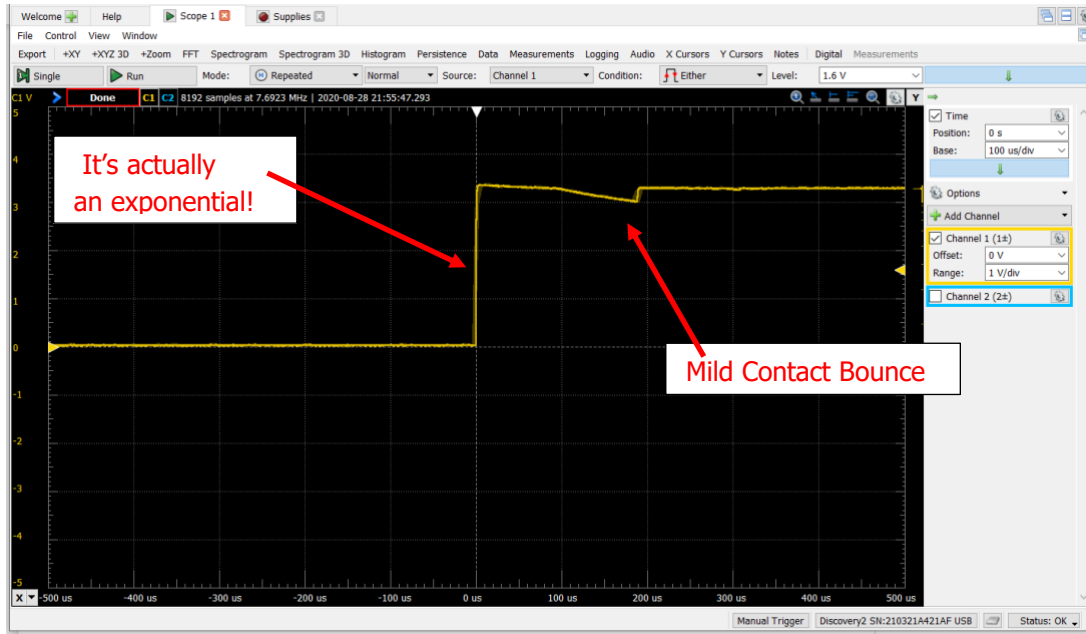 Welcome Help Scope 1 Supplies
File Control View Window
Export +XY +XYZ 3D +Zoom FFT Spectrogram Spectrogram 3D Histogram Persistence Data Measurements Logging Audio X Cursors Y Cursors Notes Digital Measurements
Single Run Mode: Repeated Normal Source: Channel 1 Condition: Either Level: 1.6 V
C1 V Done C1 C2 8192 samples at 7.6923 MHz | 2020-08-28 21:55:47.293 Y
5
4
3
2
1
0
-1
-2
-3
-4
-5
It's actually
an exponential!
Mild Contact Bounce
X -500 us -400 us -300 us -200 us -100 us 0 us 100 us 200 us 300 us 400 us 500 us
Time
Position: 0 s
Base: 100 us/div
Options
Add Channel
Channel 1 (1±)
Offset: 0 V
Range: 1 V/div
Channel 2 (2±)
Manual Trigger Discovery2 SN:210321A421AF USB Status: OK